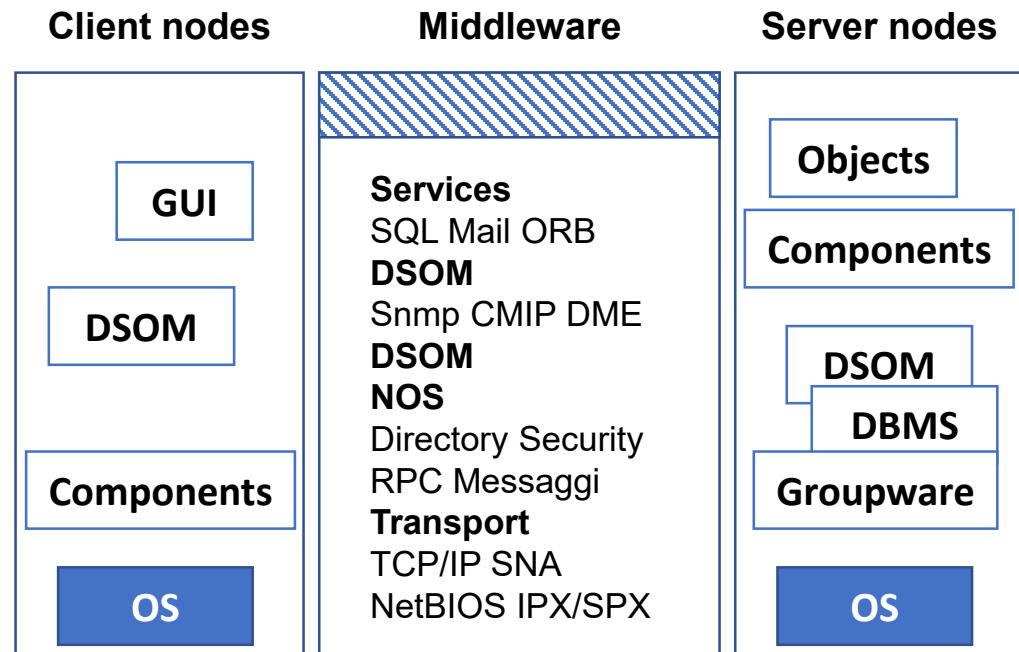 Client nodes
Middleware
Server nodes
GUI
DSOM
Components
OS
Services
SQL Mail ORB
DSOM
Snmp CMIP DME
DSOM
NOS
Directory Security
RPC Messaggi
Transport
TCP/IP SNA
NetBIOS IPX/SPX
Objects
Components
DSOM
DBMS
Groupware
OS